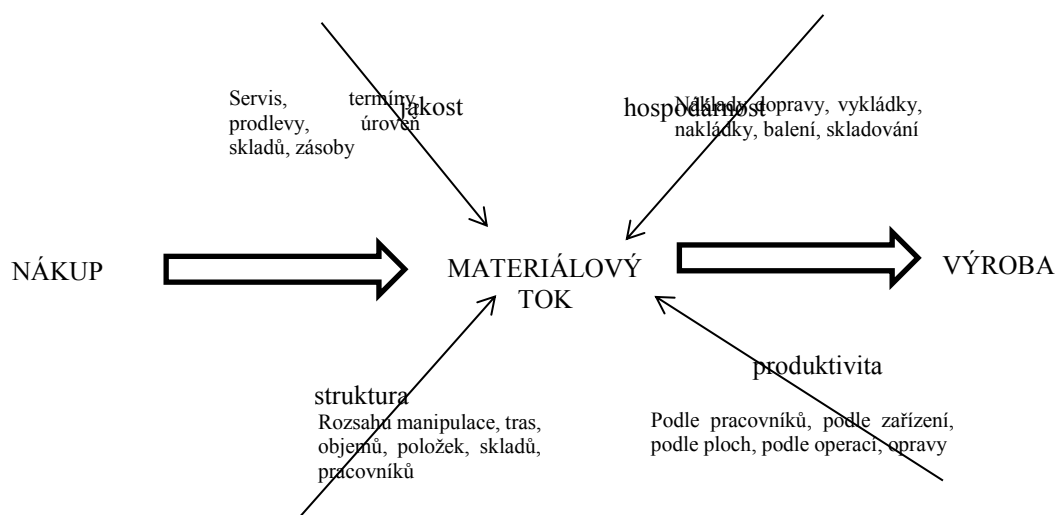 jakost
Servis, termíny,
prodlevy, úroveň
skladů, zásoby
hospodárnost
Náklady dopravy, vykládky,
nakládky, balení, skladování
NÁKUP
MATERIÁLOVÝ
TOK
VÝROBA
struktura
Rozsahu manipulace, tras,
objemů, položek, skladů,
pracovníků
produktivita
Podle pracovníků, podle zařízení,
podle ploch, podle operací, opravy